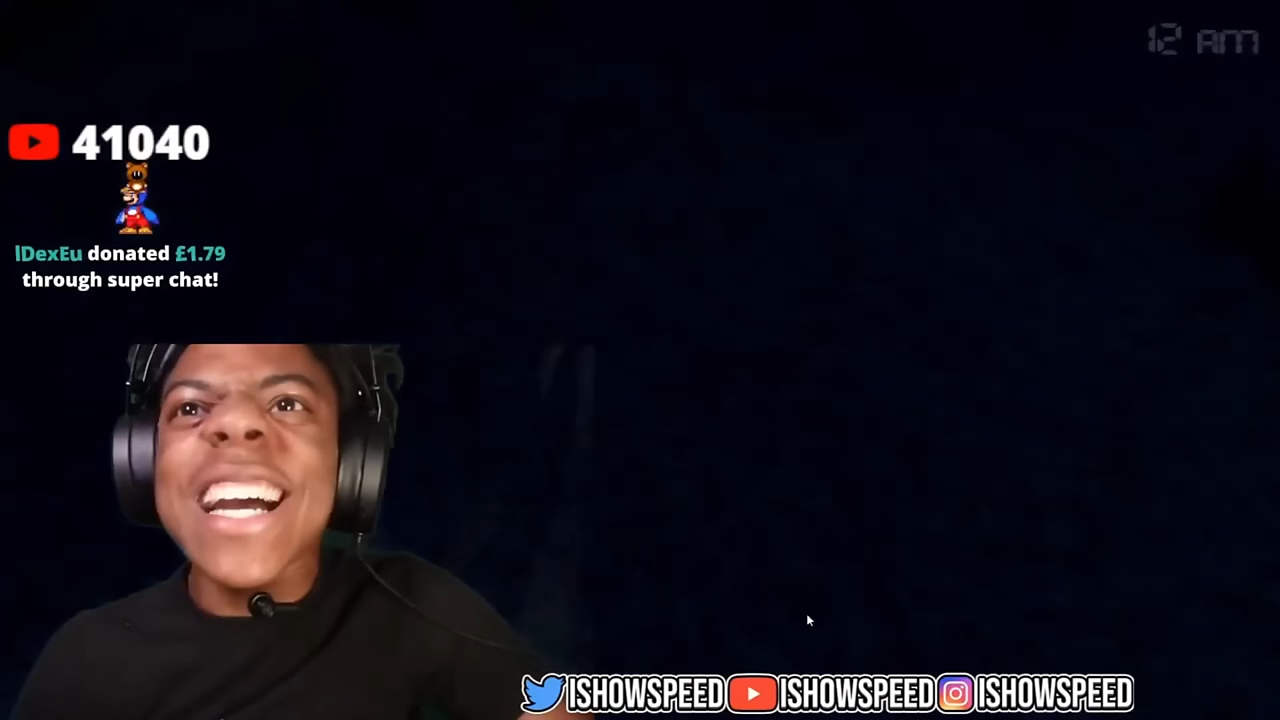 12 AM
41040
lDexEu donated £1.79
through super chat!
ISHOWSPEED ISHOWSPEED ISHOWSPEED